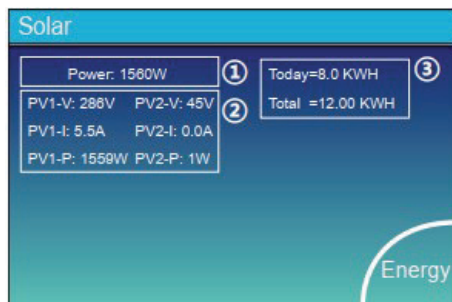 Solar
Power: 1560W
①
PV1-V: 286V PV2-V: 45V
②
PV1-I: 5.5A PV2-I: 0.0A
PV1-P: 1559W PV2-P: 1W
Today=8.0 KWH
③
Total =12.00 KWH
Energy